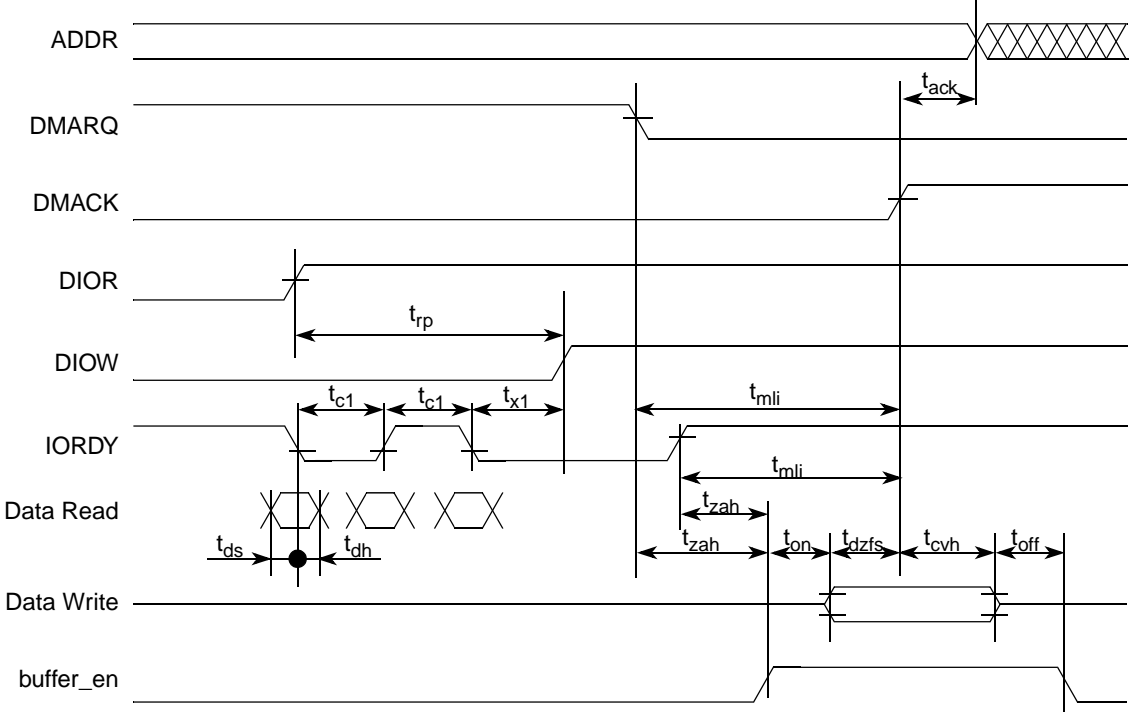 ADDR
t_ack
DMARQ
DMACK
DIOR
t_rp
DIOW
t_c1 t_c1 t_x1 t_mli
IORDY
t_mli
Data Read t_zah
t_ds t_dh t_zah t_on t_dzfs t_cvh t_off
Data Write
buffer_en